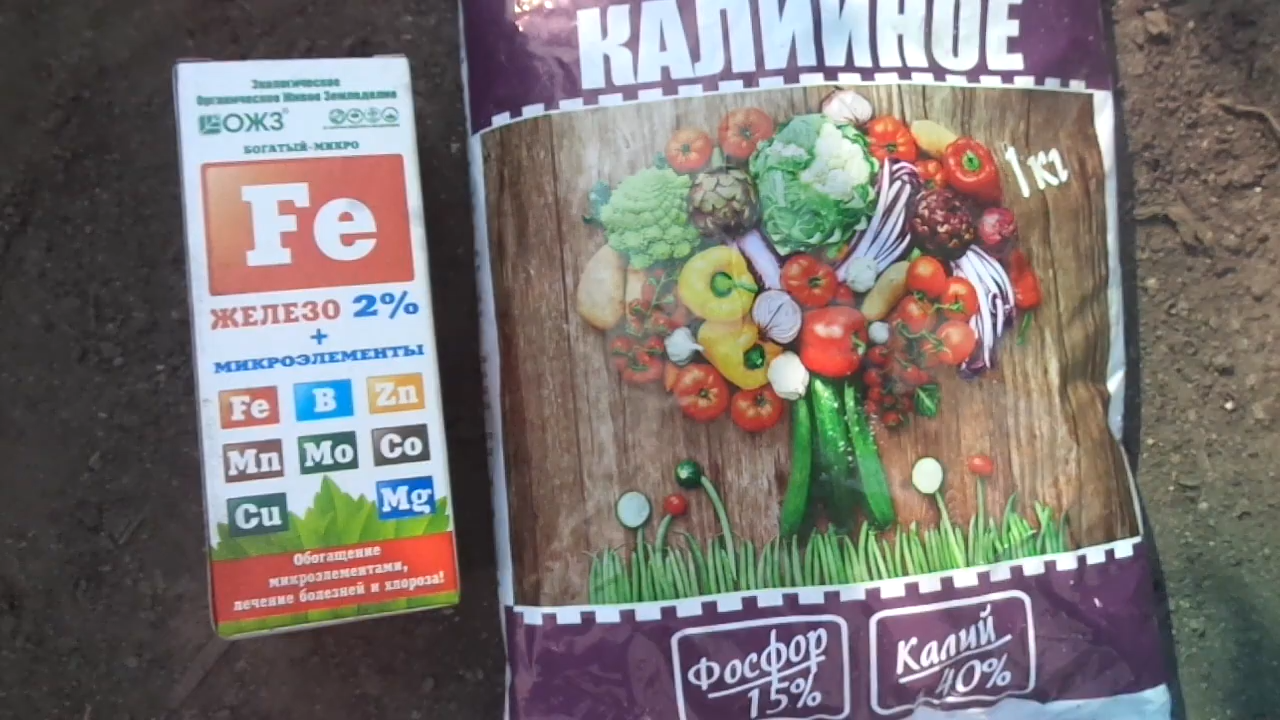 Экологическое
Органическое Живое Земледелие
ОЖЗ®
БОГАТЫЙ-МИКРО
Fe
ЖЕЛЕЗО 2%
+
МИКРОЭЛЕМЕНТЫ
Fe B Zn
Mn Mo Co
Cu Mg
Обогащение
микроэлементами,
лечение болезней и хлороза!
КАЛИЙНОЕ
1 кг
Фосфор
15%
Калий
40%